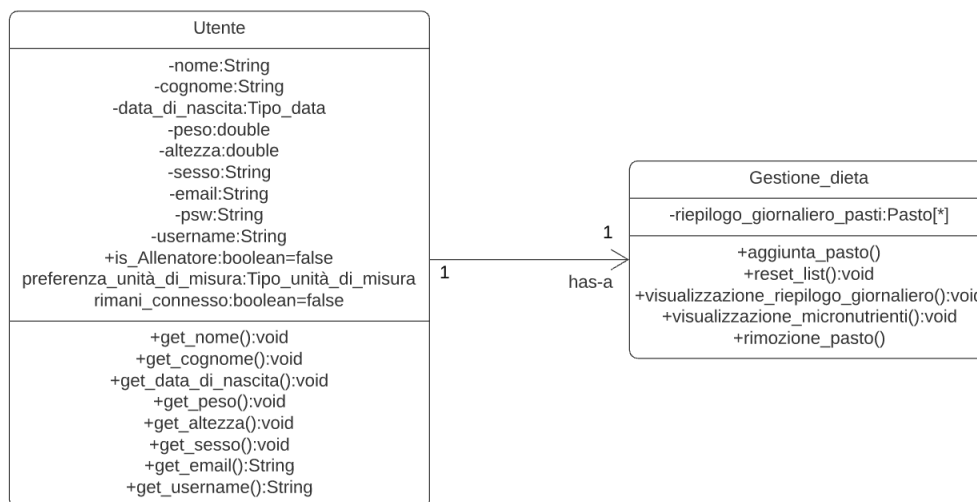 Utente
-nome:String
-cognome:String
-data_di_nascita:Tipo_data
-peso:double
-altezza:double
-sesso:String
-email:String
-psw:String
-username:String
+is_Allenatore:boolean=false
preferenza_unità_di_misura:Tipo_unità_di_misura
rimani_connesso:boolean=false
+get_nome():void
+get_cognome():void
+get_data_di_nascita():void
+get_peso():void
+get_altezza():void
+get_sesso():void
+get_email():String
+get_username():String
1
1
has-a
Gestione_dieta
-riepilogo_giornaliero_pasti:Pasto[*]
+aggiunta_pasto()
+reset_list():void
+visualizzazione_riepilogo_giornaliero():void
+visualizzazione_micronutrienti():void
+rimozione_pasto()